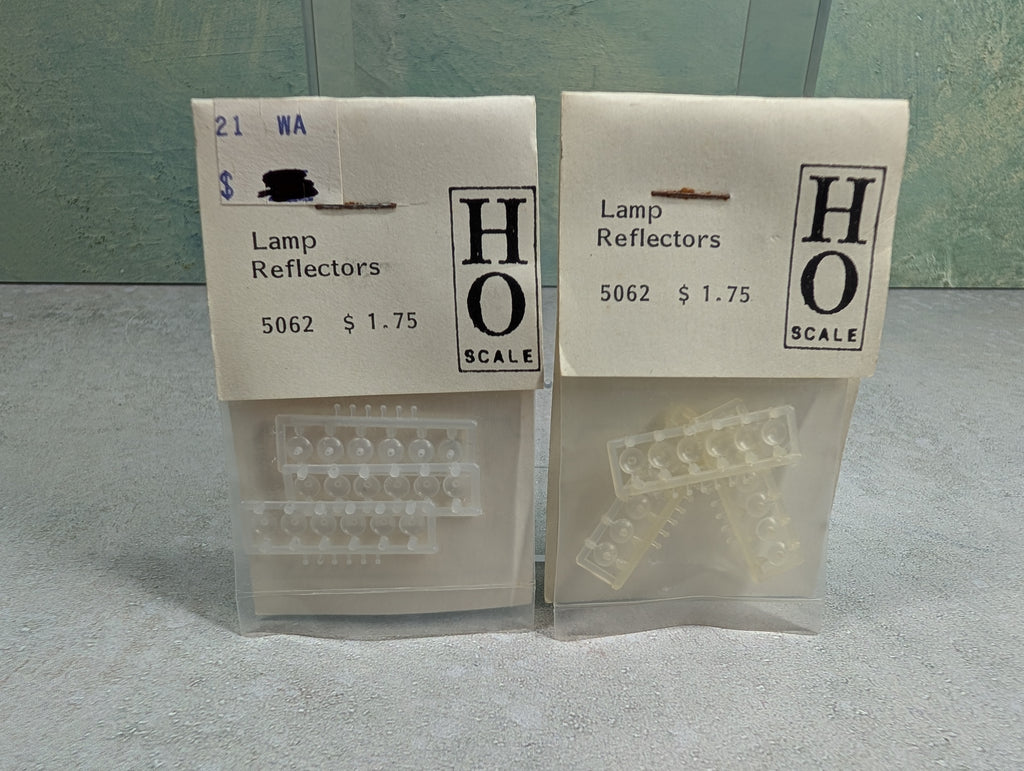 21 WA
$
Lamp
Reflectors
5062 $ 1.75
H
O
SCALE
Lamp
Reflectors
5062 $ 1.75
H
O
SCALE